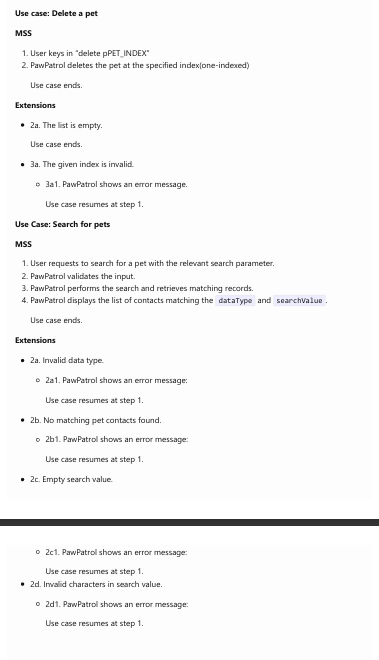 Use case: Delete a pet
MSS
1. User keys in "delete pPET_INDEX"
2. PawPatrol deletes the pet at the specified index(one-indexed)
Use case ends.
Extensions
• 2a. The list is empty.
Use case ends.
• 3a. The given index is invalid.
◦ 3a1. PawPatrol shows an error message.
Use case resumes at step 1.
Use Case: Search for pets
MSS
1. User requests to search for a pet with the relevant search parameter.
2. PawPatrol validates the input.
3. PawPatrol performs the search and retrieves matching records.
4. PawPatrol displays the list of contacts matching the dataType and searchValue.
Use case ends.
Extensions
• 2a. Invalid data type.
◦ 2a1. PawPatrol shows an error message:
Use case resumes at step 1.
• 2b. No matching pet contacts found.
◦ 2b1. PawPatrol shows an error message:
Use case resumes at step 1.
• 2c. Empty search value.
◦ 2c1. PawPatrol shows an error message:
Use case resumes at step 1.
• 2d. Invalid characters in search value.
◦ 2d1. PawPatrol shows an error message:
Use case resumes at step 1.